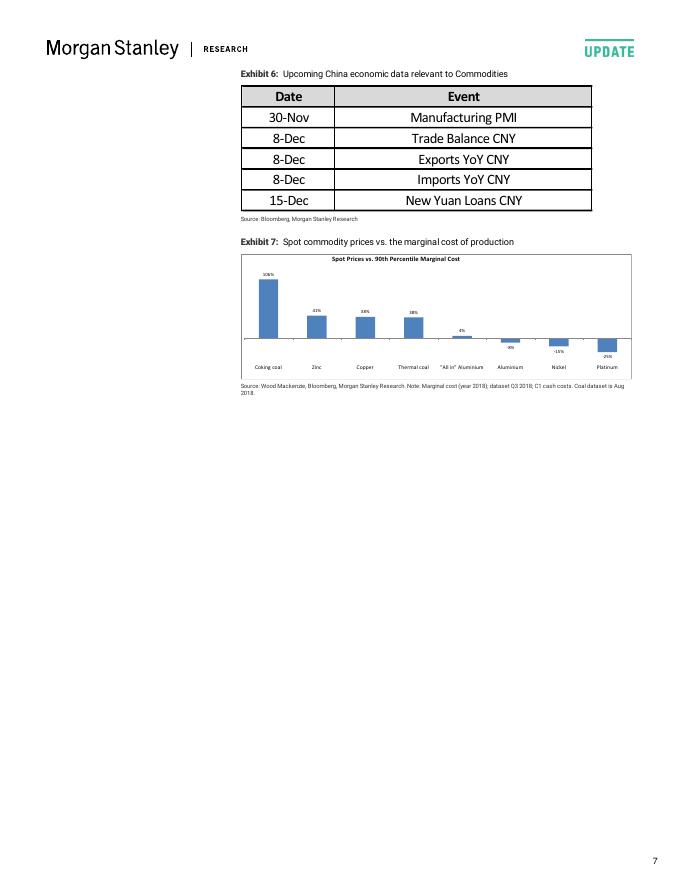 Morgan Stanley | RESEARCH
UPDATE
Exhibit 6: Upcoming China economic data relevant to Commodities
Date Event
30-Nov Manufacturing PMI
8-Dec Trade Balance CNY
8-Dec Exports YoY CNY
8-Dec Imports YoY CNY
15-Dec New Yuan Loans CNY
Source: Bloomberg, Morgan Stanley Research
Exhibit 7: Spot commodity prices vs. the marginal cost of production
Spot Prices vs. 90th Percentile Marginal Cost
106%
41%
38%
38%
4%
-8%
-15%
-25%
Coking coal Zinc Copper Thermal coal "All in" Aluminium Aluminium Nickel Platinum
Source: Wood Mackenzie, Bloomberg, Morgan Stanley Research. Note: Marginal cost (year 2018); dataset Q3 2018; C1 cash costs. Coal dataset is Aug
2018.
7